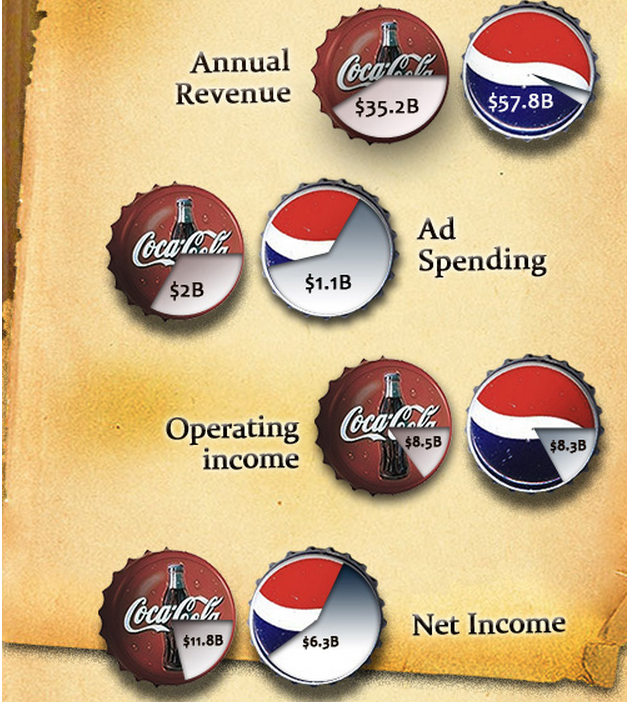 Annual
Revenue
Coca-Cola
$35.2B
$57.8B
Coca-Cola
$2B
$1.1B
Ad
Spending
Operating
income
Coca-Cola
$8.5B
$8.3B
Coca-Cola
$11.8B
$6.3B
Net Income